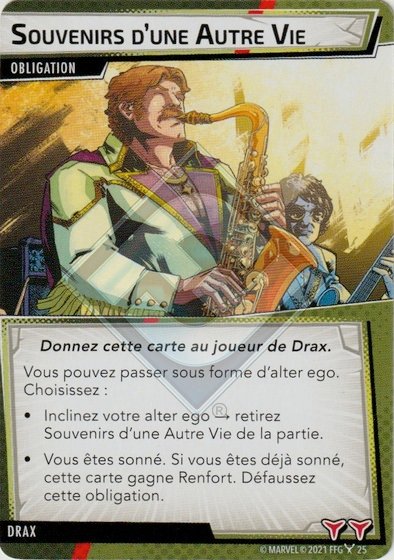 SOUVENIRS D'UNE AUTRE VIE
OBLIGATION
Donnez cette carte au joueur de Drax.
Vous pouvez passer sous forme d'alter ego.
Choisissez :
• Inclinez votre alter ego → retirez
Souvenirs d'une Autre Vie de la partie.
• Vous êtes sonné. Si vous êtes déjà sonné,
cette carte gagne Renfort. Défaussez
cette obligation.
DRAX
© MARVEL © 2021 FFG 25